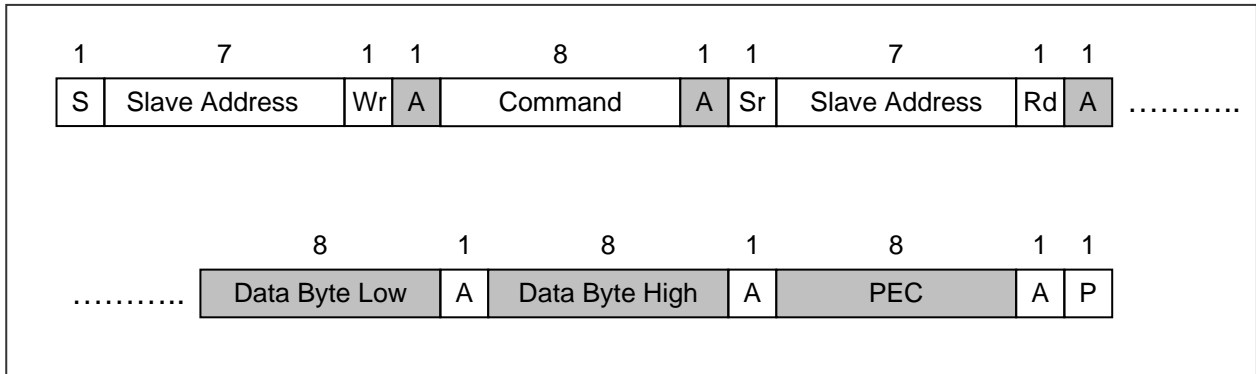 1 7 1 1 8 1 1 7 1 1
S Slave Address Wr A Command A Sr Slave Address Rd A ………..
8 1 8 1 8 1 1
……….. Data Byte Low A Data Byte High A PEC A P